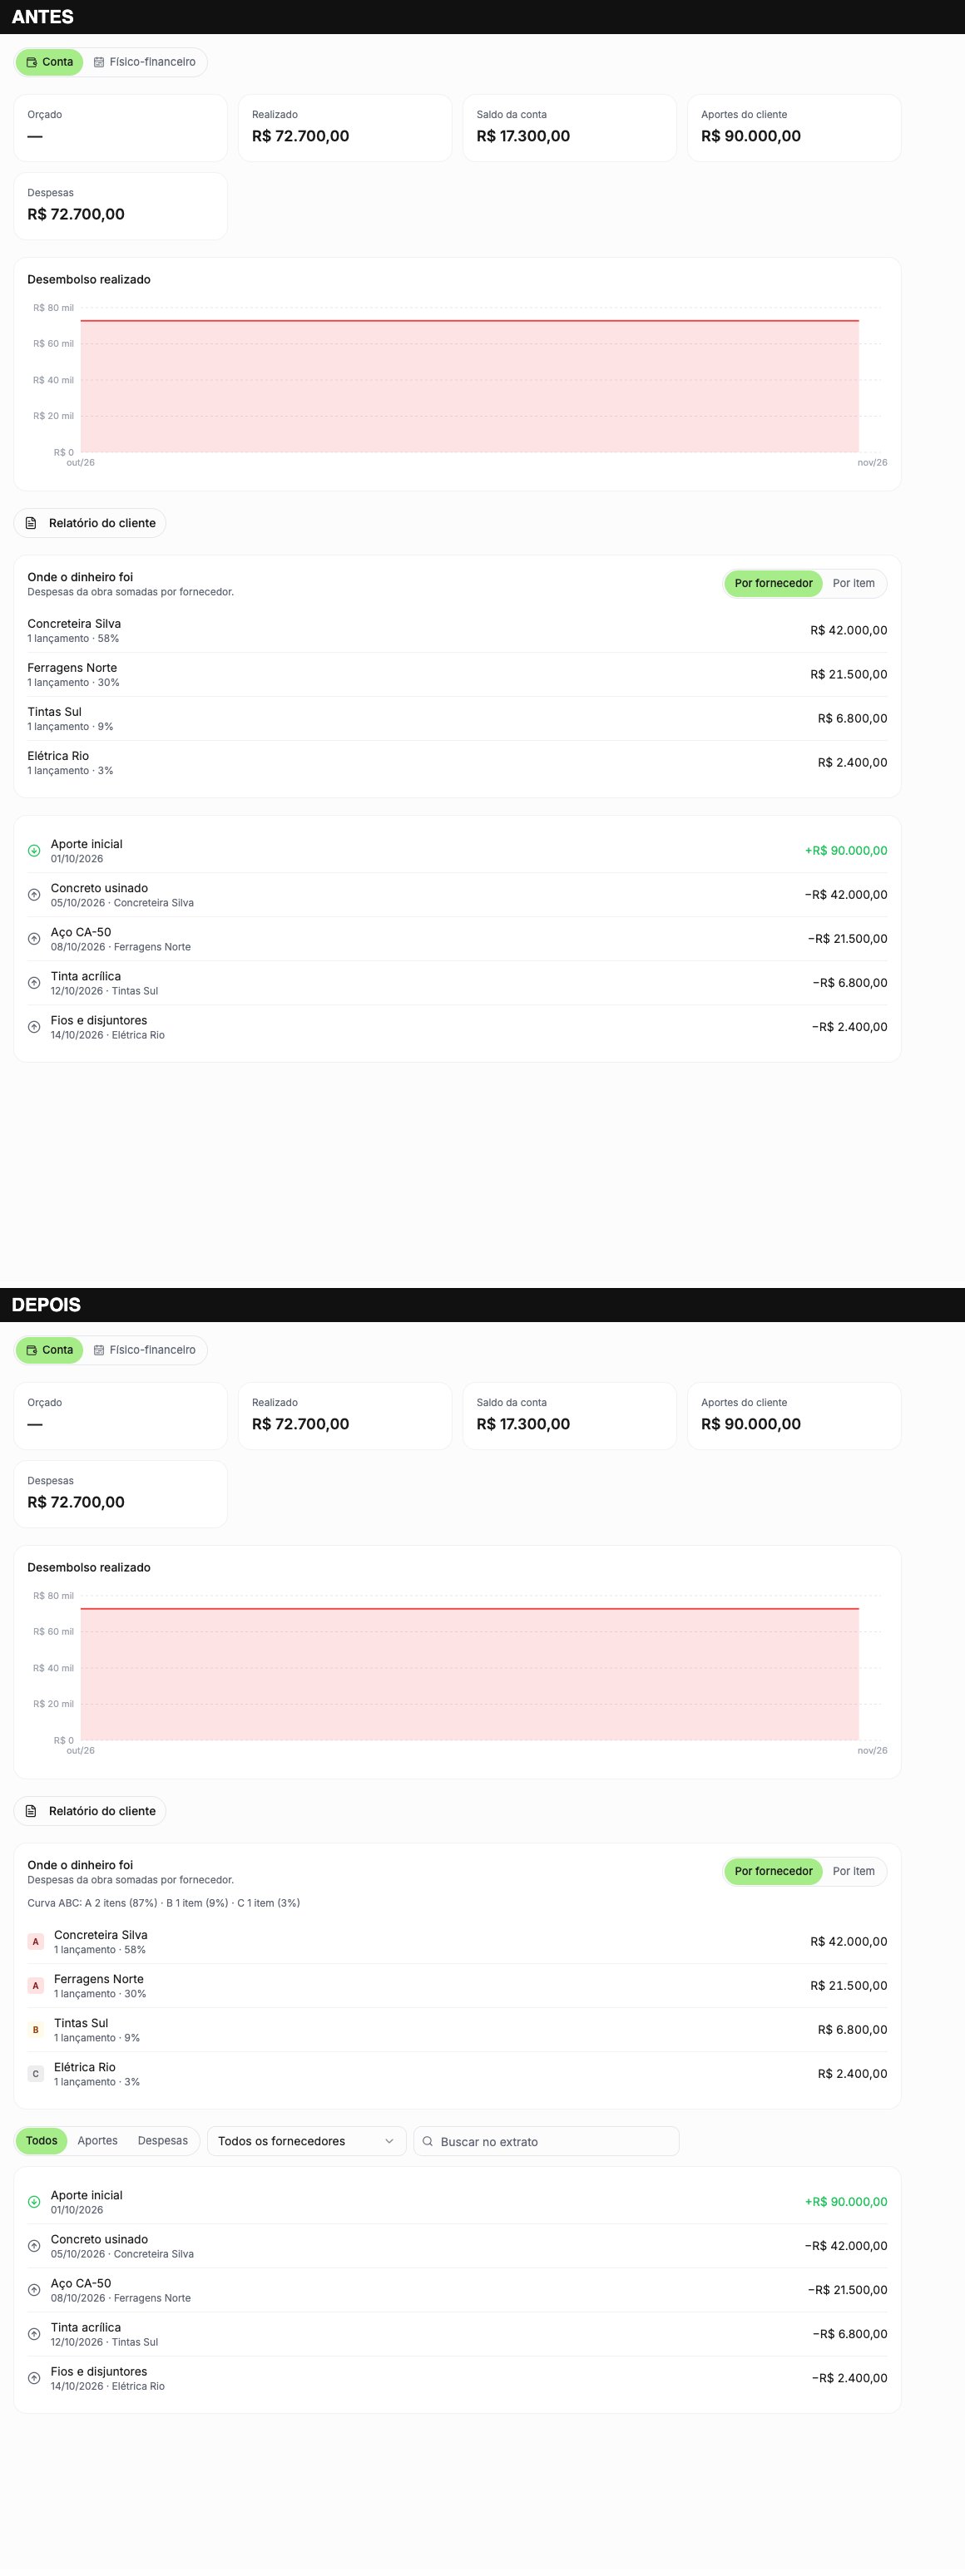 ANTES
Conta Físico-financeiro
Orçado Realizado Saldo da conta Aportes do cliente
— R$ 72.700,00 R$ 17.300,00 R$ 90.000,00
Despesas
R$ 72.700,00
Desembolso realizado
R$ 80 mil
R$ 60 mil
R$ 40 mil
R$ 20 mil
R$ 0
out/26 nov/26
Relatório do cliente
Onde o dinheiro foi
Despesas da obra somadas por fornecedor.
Por fornecedor Por item
Concreteira Silva
1 lançamento · 58%
R$ 42.000,00
Ferragens Norte
1 lançamento · 30%
R$ 21.500,00
Tintas Sul
1 lançamento · 9%
R$ 6.800,00
Elétrica Rio
1 lançamento · 3%
R$ 2.400,00
Aporte inicial
01/10/2026
+R$ 90.000,00
Concreto usinado
05/10/2026 · Concreteira Silva
−R$ 42.000,00
Aço CA-50
08/10/2026 · Ferragens Norte
−R$ 21.500,00
Tinta acrílica
12/10/2026 · Tintas Sul
−R$ 6.800,00
Fios e disjuntores
14/10/2026 · Elétrica Rio
−R$ 2.400,00
DEPOIS
Conta Físico-financeiro
Orçado Realizado Saldo da conta Aportes do cliente
— R$ 72.700,00 R$ 17.300,00 R$ 90.000,00
Despesas
R$ 72.700,00
Desembolso realizado
R$ 80 mil
R$ 60 mil
R$ 40 mil
R$ 20 mil
R$ 0
out/26 nov/26
Relatório do cliente
Onde o dinheiro foi
Despesas da obra somadas por fornecedor.
Por fornecedor Por item
Curva ABC: A 2 itens (87%) · B 1 item (9%) · C 1 item (3%)
A Concreteira Silva
1 lançamento · 58%
R$ 42.000,00
A Ferragens Norte
1 lançamento · 30%
R$ 21.500,00
B Tintas Sul
1 lançamento · 9%
R$ 6.800,00
C Elétrica Rio
1 lançamento · 3%
R$ 2.400,00
Todos Aportes Despesas Todos os fornecedores Buscar no extrato
Aporte inicial
01/10/2026
+R$ 90.000,00
Concreto usinado
05/10/2026 · Concreteira Silva
−R$ 42.000,00
Aço CA-50
08/10/2026 · Ferragens Norte
−R$ 21.500,00
Tinta acrílica
12/10/2026 · Tintas Sul
−R$ 6.800,00
Fios e disjuntores
14/10/2026 · Elétrica Rio
−R$ 2.400,00